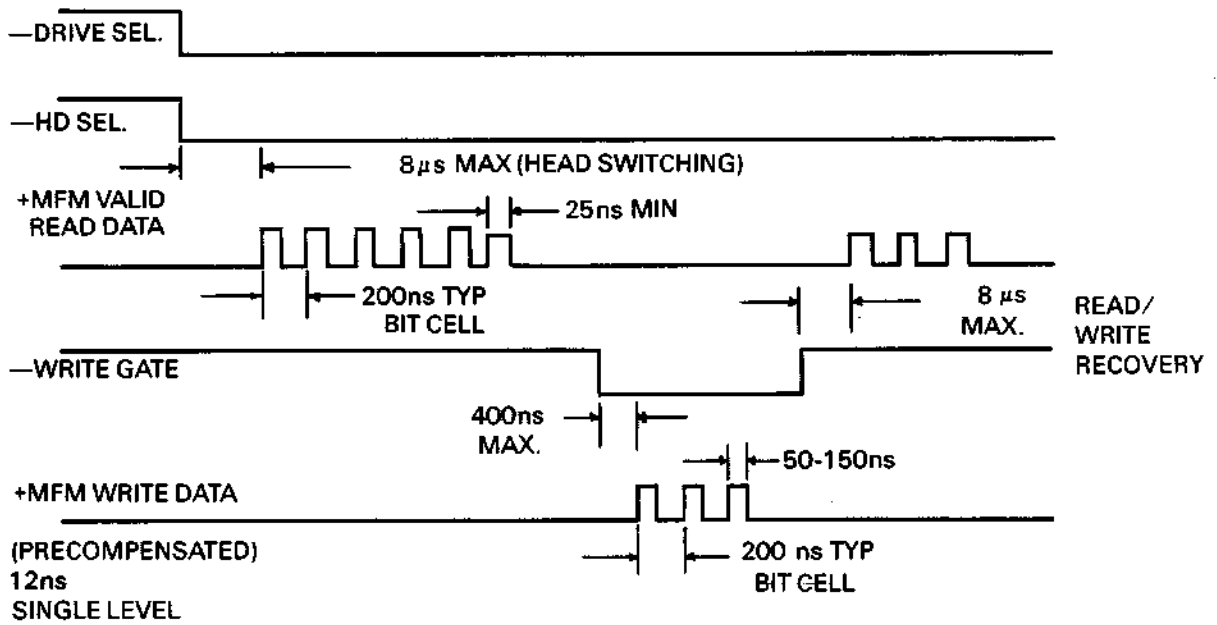 —DRIVE SEL.
—HD SEL.
8μs MAX (HEAD SWITCHING)
+MFM VALID
READ DATA
25ns MIN
200ns TYP
BIT CELL
8 μs
MAX.
READ/
WRITE
RECOVERY
—WRITE GATE
400ns
MAX.
50-150ns
+MFM WRITE DATA
(PRECOMPENSATED)
12ns
SINGLE LEVEL
200 ns TYP
BIT CELL